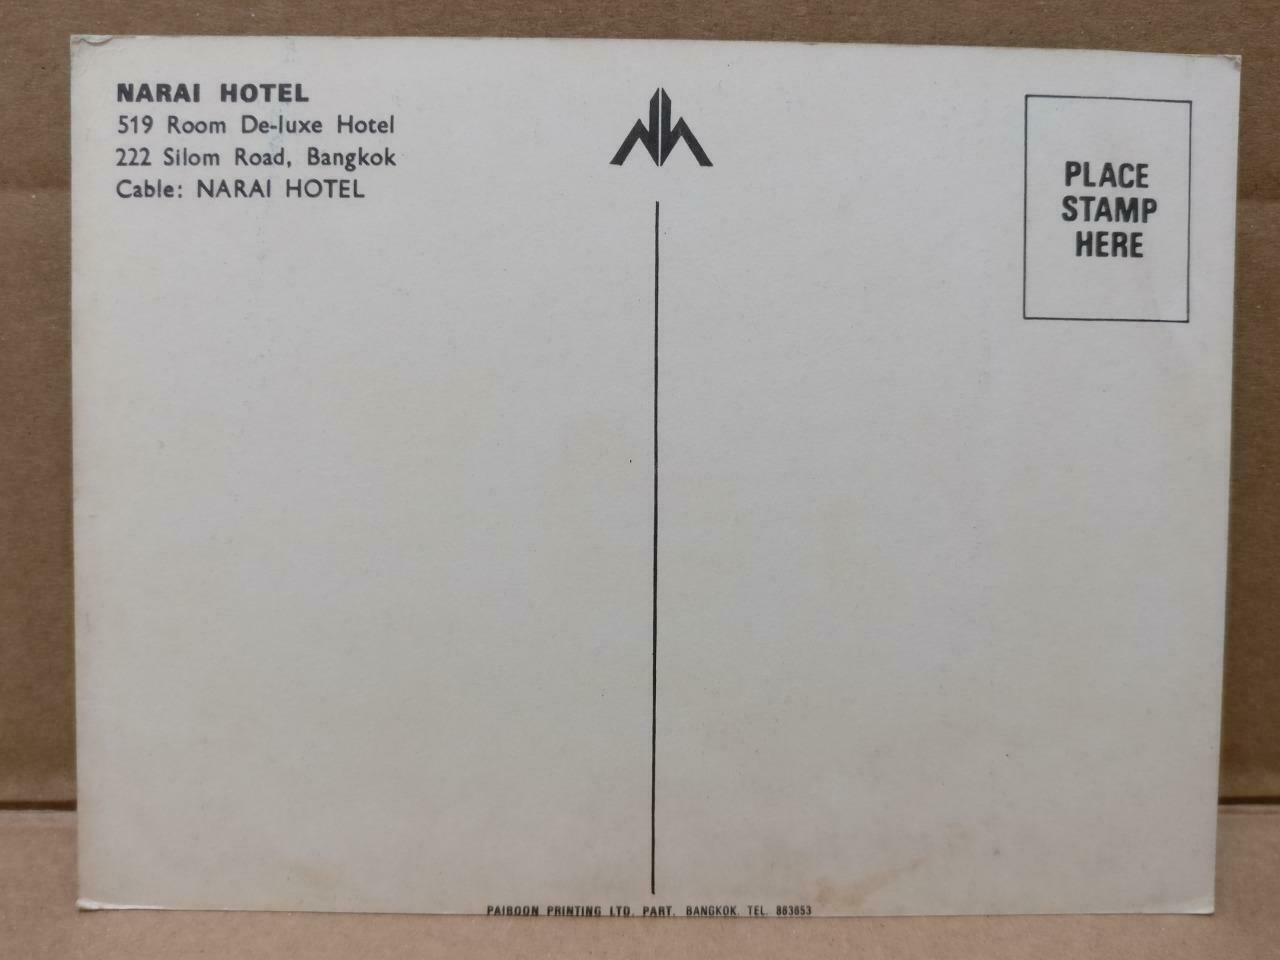 NARAI HOTEL
519 Room De-luxe Hotel
222 Silom Road, Bangkok
Cable: NARAI HOTEL
PLACE
STAMP
HERE
PAIBOON PRINTING LTD. PART. BANGKOK. TEL. 863653